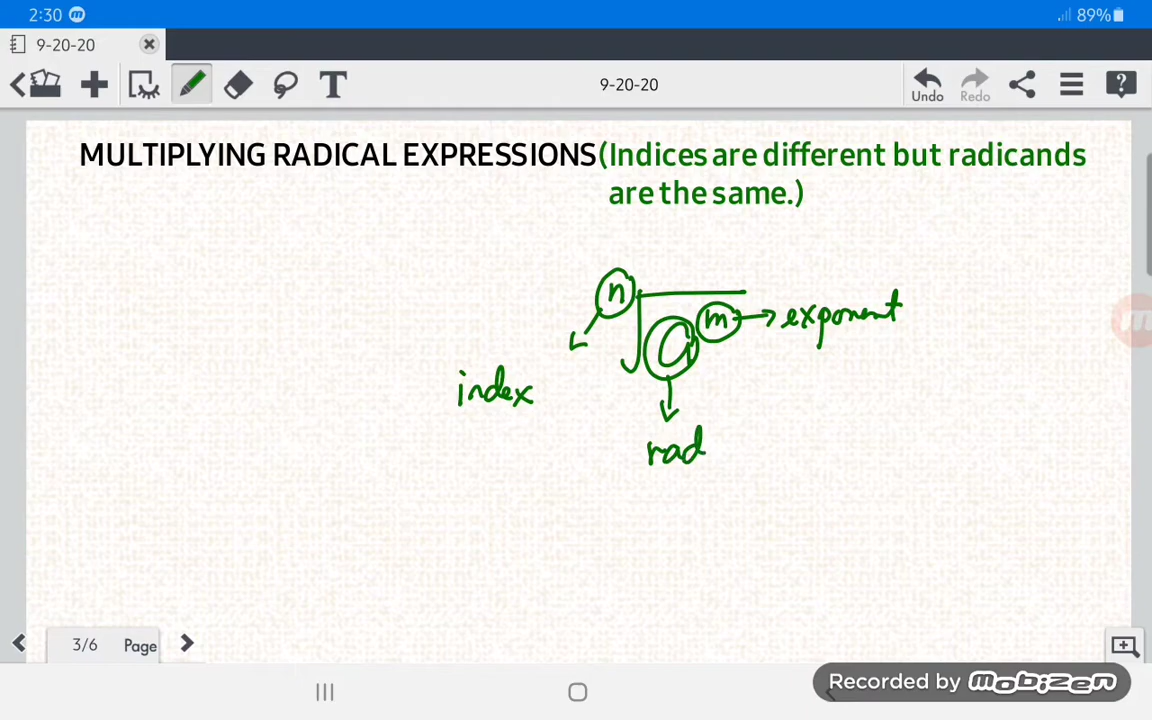 2:30
89%
9-20-20
T
9-20-20
Undo
Redo
MULTIPLYING RADICAL EXPRESSIONS(Indices are different but radicands
are the same.)
n
a m → exponent
index
rad
3/6 Page
Recorded by mobizen